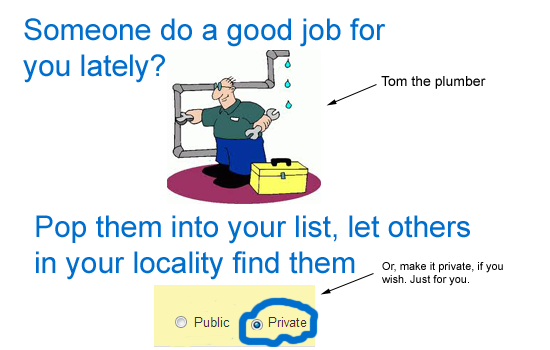 Someone do a good job for
you lately?
Tom the plumber
Pop them into your list, let others
in your locality find them
Or, make it private, if you
wish. Just for you.
Public Private